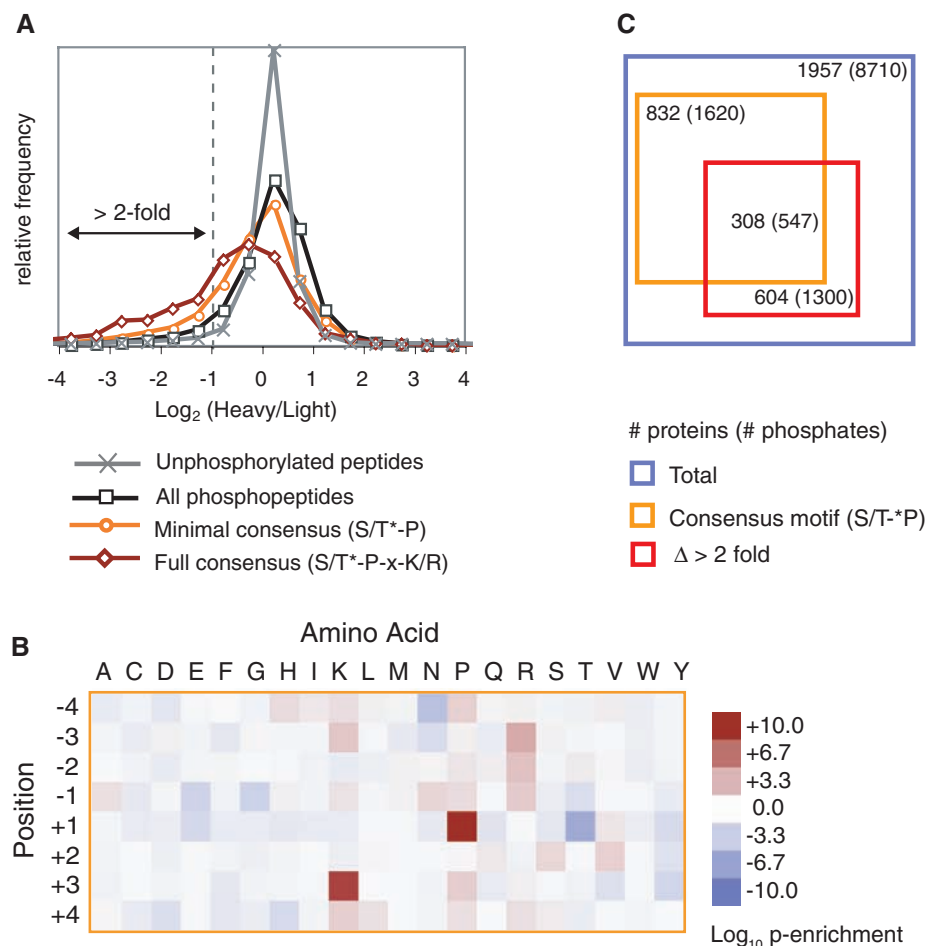 A
relative frequency
> 2-fold
-4 -3 -2 -1 0 1 2 3 4
Log2 (Heavy/Light)
Unphosphorylated peptides
All phosphopeptides
Minimal consensus (S/T*-P)
Full consensus (S/T*-P-x-K/R)
C
1957 (8710)
832 (1620)
308 (547)
604 (1300)
# proteins (# phosphates)
Total
Consensus motif (S/T-*P)
Δ > 2 fold
B
Amino Acid
A C D E F G H I K L M N P Q R S T V W Y
Position
-4
-3
-2
-1
+1
+2
+3
+4
+10.0
+6.7
+3.3
0.0
-3.3
-6.7
-10.0
Log10 p-enrichment